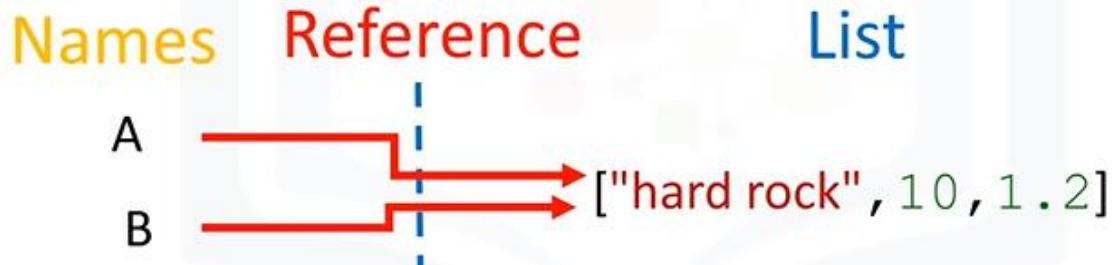 Names Reference List
A
["hard rock", 10, 1.2]
B